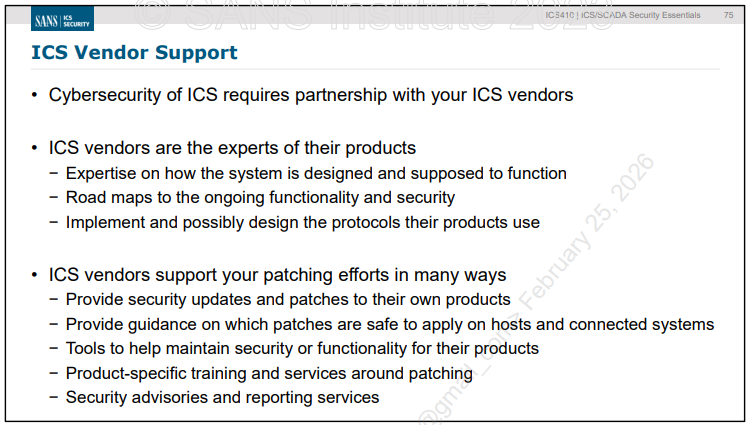 © SANS Institute 2026
SANS ICS SECURITY
ICS410 | ICS/SCADA Security Essentials 75
ICS Vendor Support
• Cybersecurity of ICS requires partnership with your ICS vendors
• ICS vendors are the experts of their products
− Expertise on how the system is designed and supposed to function
− Road maps to the ongoing functionality and security
− Implement and possibly design the protocols their products use
• ICS vendors support your patching efforts in many ways
− Provide security updates and patches to their own products
− Provide guidance on which patches are safe to apply on hosts and connected systems
− Tools to help maintain security or functionality for their products
− Product-specific training and services around patching
− Security advisories and reporting services
@gmail_com> February 25, 2026